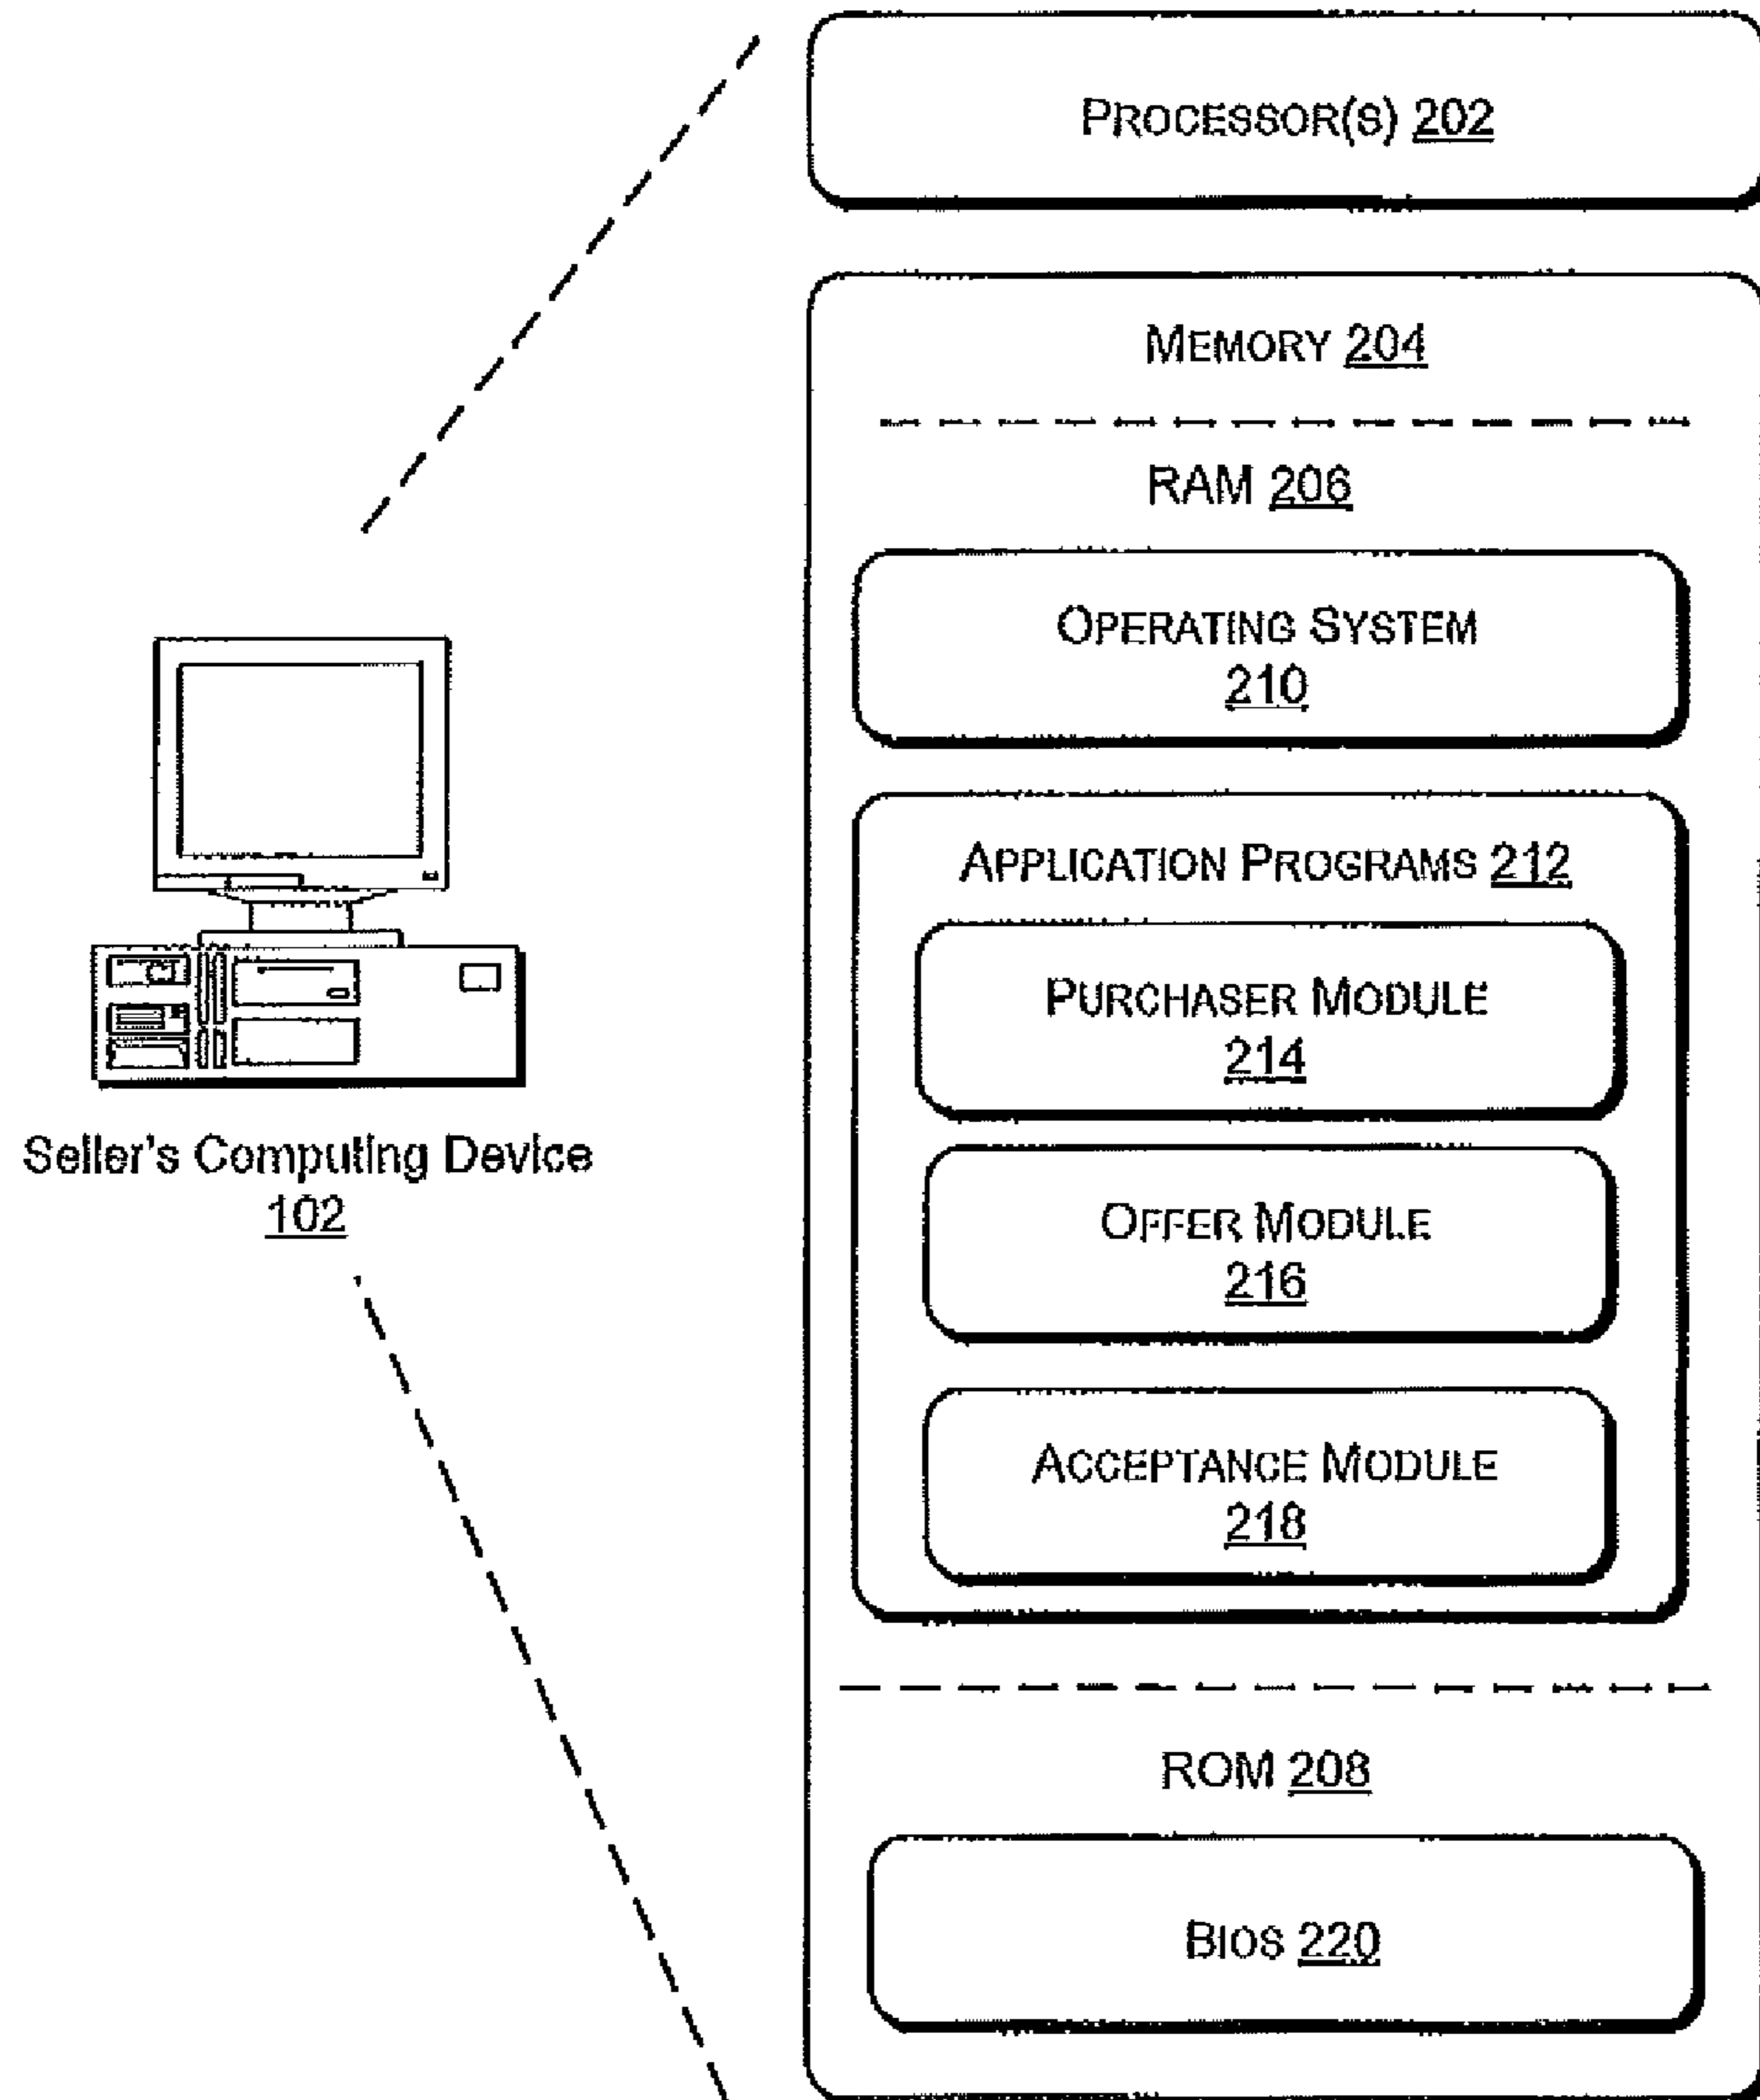 PROCESSOR(S) 202
MEMORY 204
RAM 206
OPERATING SYSTEM
210
APPLICATION PROGRAMS 212
PURCHASER MODULE
214
OFFER MODULE
216
ACCEPTANCE MODULE
218
ROM 208
BIOS 220
Seller's Computing Device
102